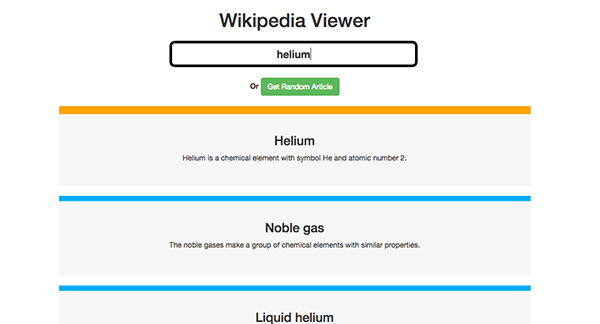 Wikipedia Viewer
helium
Or Get Random Article
Helium
Helium is a chemical element with symbol He and atomic number 2.
Noble gas
The noble gases make a group of chemical elements with similar properties.
Liquid helium